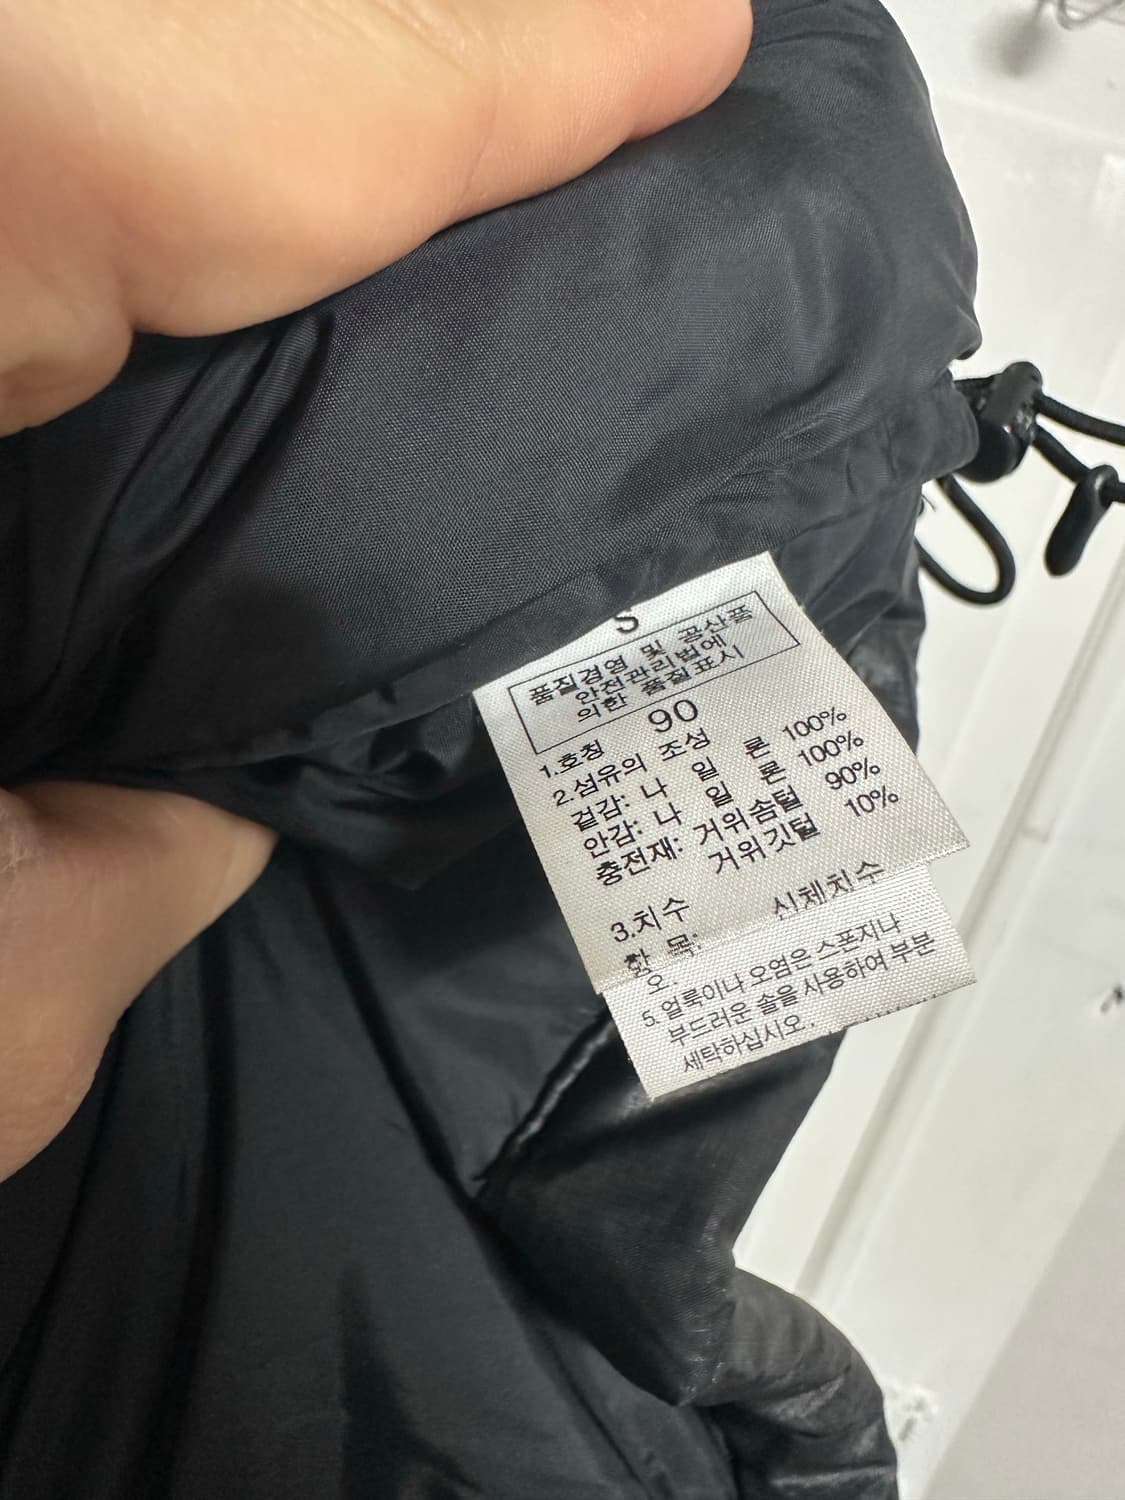 S
품질경영 및 공산품
안전관리법에
의한 품질표시
1.호칭 90
2.섬유의 조성
겉감: 나 일 론 100%
안감: 나 일 론 100%
충전재: 거위솜털 90%
거위깃털 10%
3.치수 신체치수
항 목:
오.
5. 얼룩이나 오염은 스폰지나
부드러운 솔을 사용하여 부분
세탁하십시오.